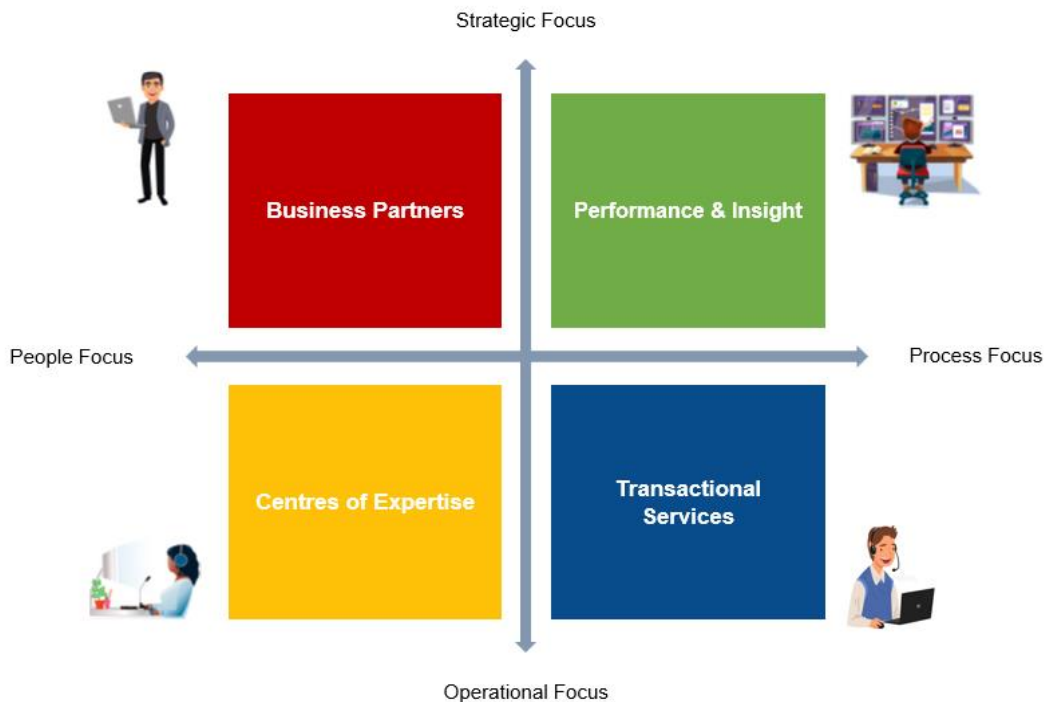 Strategic Focus
Business Partners
Performance & Insight
People Focus
Process Focus
Centres of Expertise
Transactional
Services
Operational Focus